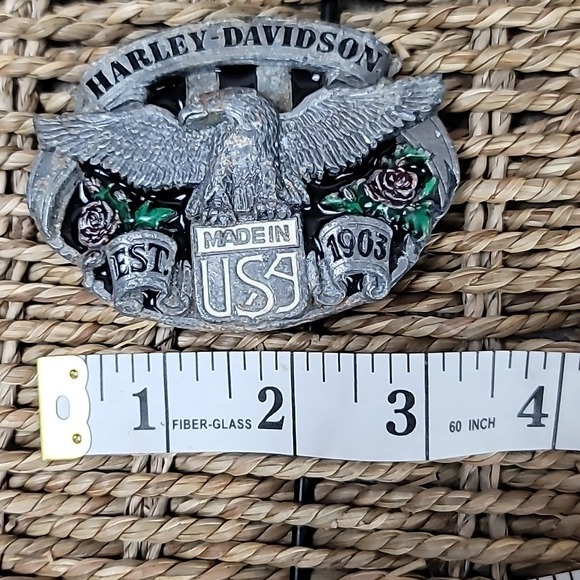 HARLEY-DAVIDSON
MADE IN
USA
EST. 1903
1 FIBER-GLASS 2 3 60 INCH 4